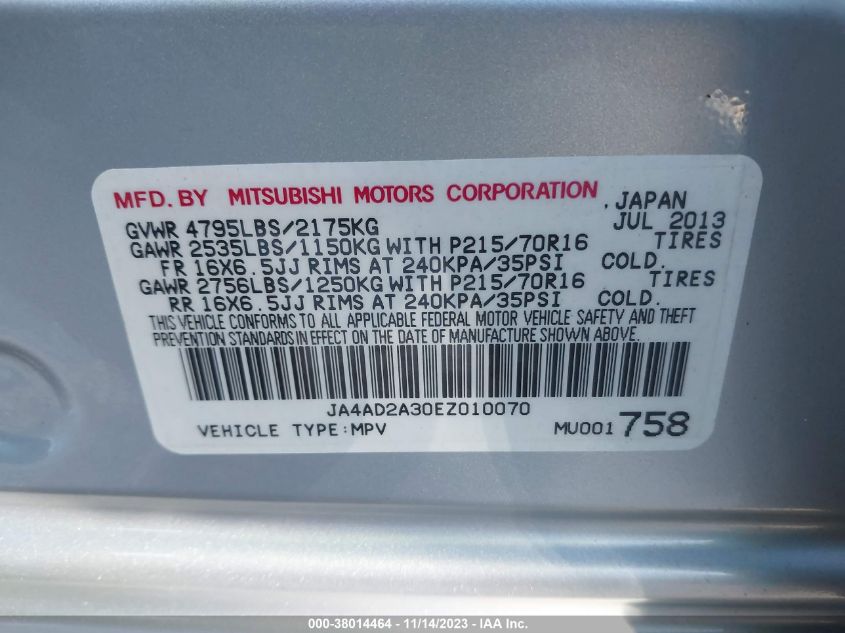 MFD. BY MITSUBISHI MOTORS CORPORATION , JAPAN
GVWR 4795LBS/2175KG JUL 2013
GAWR 2535LBS/1150KG WITH P215/70R16 TIRES
FR 16X6.5JJ RIMS AT 240KPA/35PSI COLD.
GAWR 2756LBS/1250KG WITH P215/70R16 TIRES
RR 16X6.5JJ RIMS AT 240KPA/35PSI COLD.
THIS VEHICLE CONFORMS TO ALL APPLICABLE FEDERAL MOTOR VEHICLE SAFETY AND THEFT
PREVENTION STANDARDS IN EFFECT ON THE DATE OF MANUFACTURE SHOWN ABOVE.
JA4AD2A30EZ010070
VEHICLE TYPE:MPV MU001 758
000-38014464 - 11/14/2023 - IAA Inc.